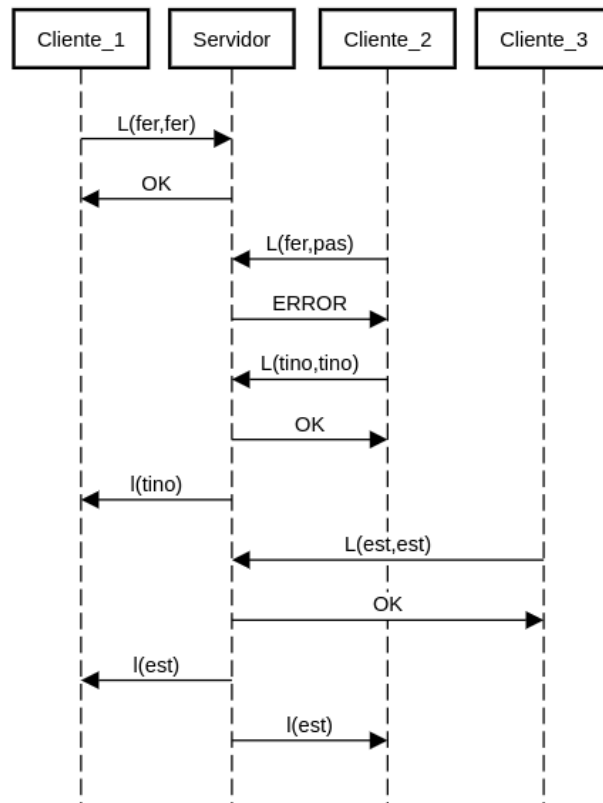 Cliente_1
Servidor
Cliente_2
Cliente_3
L(fer,fer)
OK
L(fer,pas)
ERROR
L(tino,tino)
OK
l(tino)
L(est,est)
OK
l(est)
l(est)